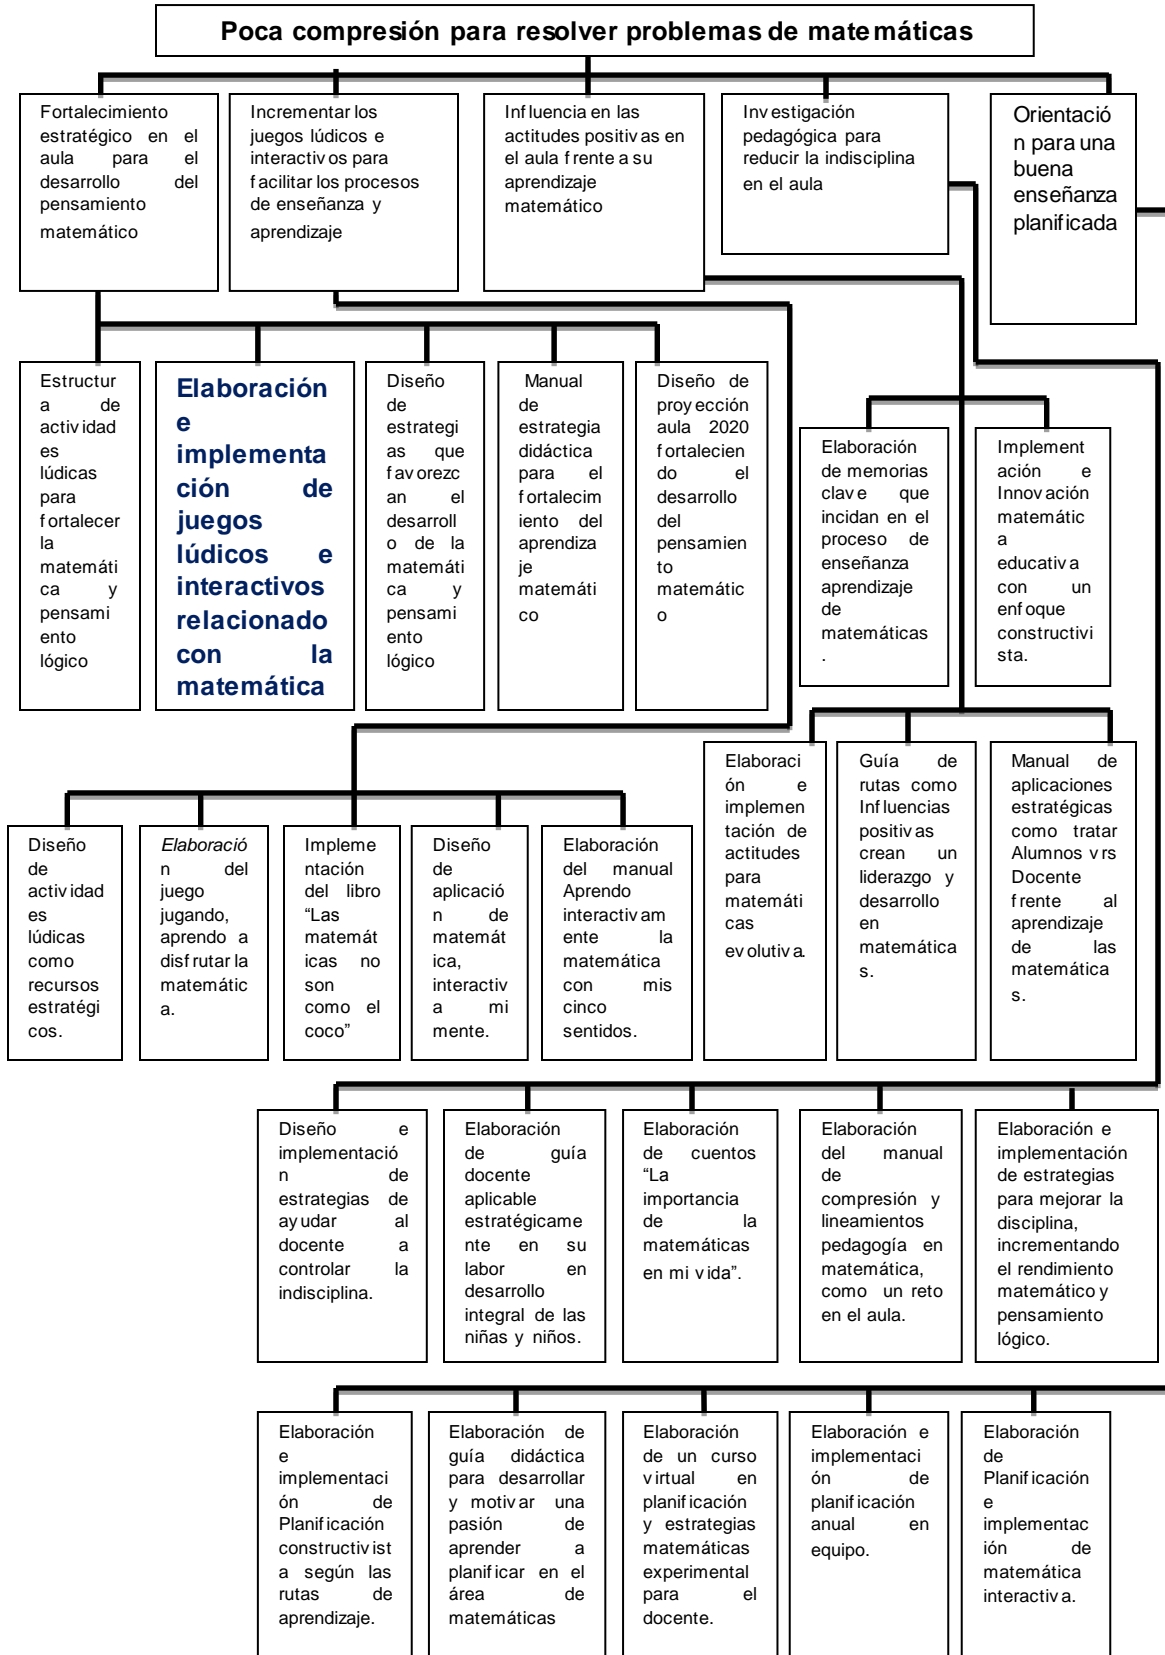 Poca compresión para resolver problemas de matemáticas
Fortalecimiento
estratégico en el
aula para el
desarrollo del
pensamiento
matemático
Incrementar los
juegos lúdicos e
interactivos para
facilitar los procesos
de enseñanza y
aprendizaje
Influencia en las
actitudes positivas en
el aula frente a su
aprendizaje
matemático
Investigación
pedagógica para
reducir la indisciplina
en el aula
Orientació
n para una
buena
enseñanza
planificada
Estructur
a de
actividad
es
lúdicas
para
fortalecer
la
matemáti
ca y
pensami
ento
lógico
Elaboración
e
implementa
ción de
juegos
lúdicos e
interactivos
relacionado
con la
matemática
Diseño
de
estrategi
as que
favorezc
an el
desarroll
o de la
matemáti
ca y
pensami
ento
lógico
Manual
de
estrategia
didáctica
para el
fortalecim
iento del
aprendiza
je
matemáti
co
Diseño de
proyección
aula 2020
fortalecien
do el
desarrollo
del
pensamien
to
matemátic
o
Elaboración
de memorias
clave que
incidan en el
proceso de
enseñanza
aprendizaje
de
matemáticas
.
Implement
ación e
Innovación
matemátic
a
educativa
con un
enfoque
constructivi
sta.
Elaboraci
ón e
implemen
tación de
actitudes
para
matemáti
cas
evolutiva.
Guía de
rutas como
Influencias
positivas
crean un
liderazgo y
desarrollo
en
matemática
s.
Manual de
aplicaciones
estratégicas
como tratar
Alumnos vrs
Docente
frente al
aprendizaje
de las
matemática
s.
Diseño
de
actividad
es
lúdicas
como
recursos
estratégi
cos.
Elaboració
n del
juego
jugando,
aprendo a
disfrutar la
matemátic
a.
Impleme
ntación
del libro
“Las
matemát
icas no
son
como el
coco”
Diseño
de
aplicació
n de
matemát
ica,
interactiv
a mi
mente.
Elaboración
del manual
Aprendo
interactivam
ente la
matemática
con mis
cinco
sentidos.
Diseño e
implementació
n de
estrategias de
ayudar al
docente a
controlar la
indisciplina.
Elaboración
de guía
docente
aplicable
estratégicame
nte en su
labor en
desarrollo
integral de las
niñas y niños.
Elaboración
de cuentos
“La
importancia
de la
matemáticas
en mi vida”.
Elaboración
del manual
de
compresión y
lineamientos
pedagogía en
matemática,
como un reto
en el aula.
Elaboración e
implementación
de estrategias
para mejorar la
disciplina,
incrementando
el rendimiento
matemático y
pensamiento
lógico.
Elaboración
e
implementaci
ón de
Planificación
constructivist
a según las
rutas de
aprendizaje.
Elaboración de
guía didáctica
para desarrollar
y motivar una
pasión de
aprender a
planificar en el
área de
matemáticas
Elaboración
de un curso
virtual en
planificación
y estrategias
matemáticas
experimental
para el
docente.
Elaboración e
implementaci
ón de
planificación
anual en
equipo.
Elaboración
de
Planificación
e
implementac
ión de
matemática
interactiva.